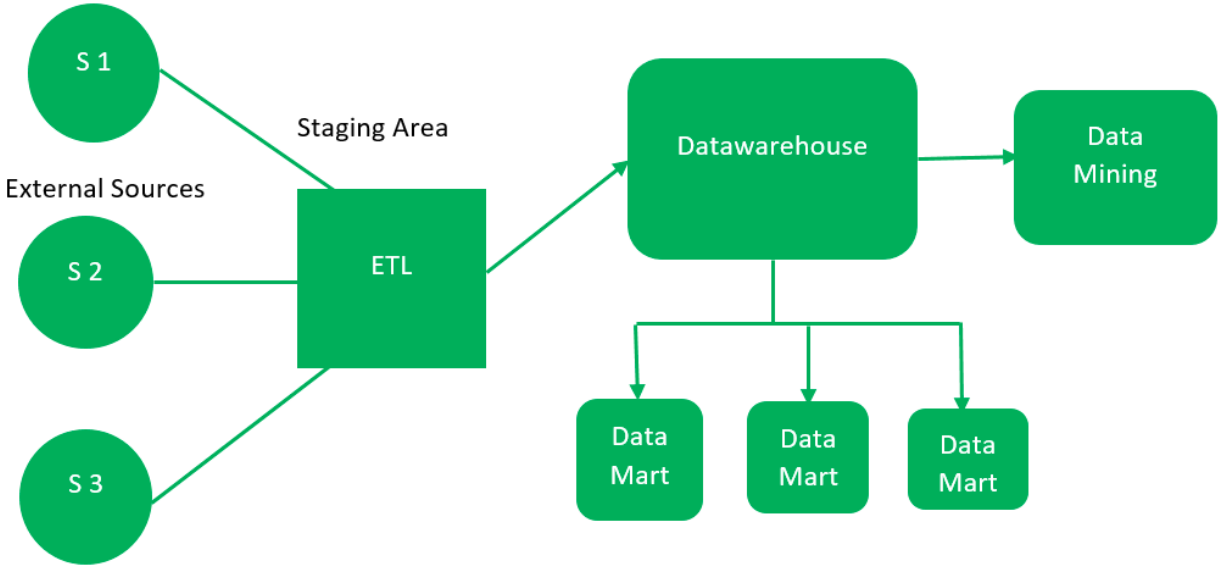 S 1
Staging Area
External Sources
S 2
ETL
S 3
Datawarehouse
Data
Mining
Data
Mart
Data
Mart
Data
Mart